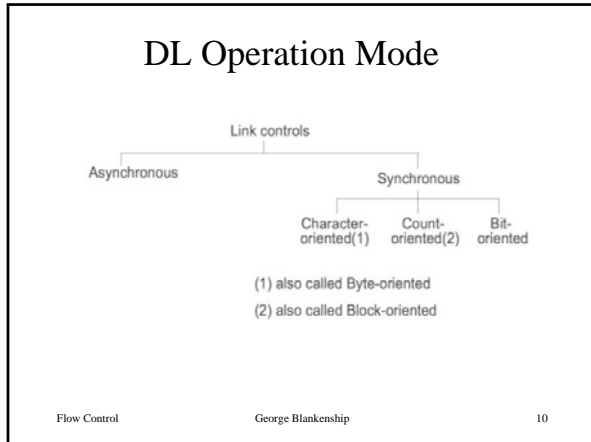 DL Operation Mode
Link controls
Asynchronous
Synchronous
Character-
oriented(1)
Count-
oriented(2)
Bit-
oriented
(1) also called Byte-oriented
(2) also called Block-oriented
Flow Control George Blankenship 10